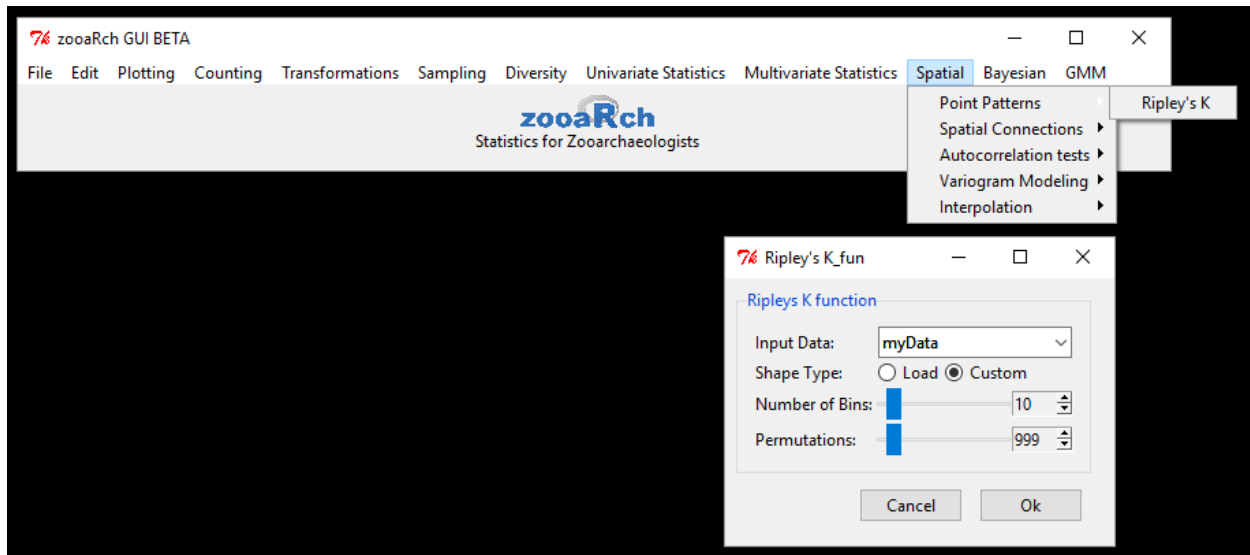 zooaRch GUI BETA
File Edit Plotting Counting Transformations Sampling Diversity Univariate Statistics Multivariate Statistics Spatial Bayesian GMM
zooaRch
Statistics for Zooarchaeologists
Point Patterns
Ripley's K
Spatial Connections
Autocorrelation tests
Variogram Modeling
Interpolation
Ripley's K_fun
Ripleys K function
Input Data: myData
Shape Type: Load Custom
Number of Bins: 10
Permutations: 999
Cancel Ok